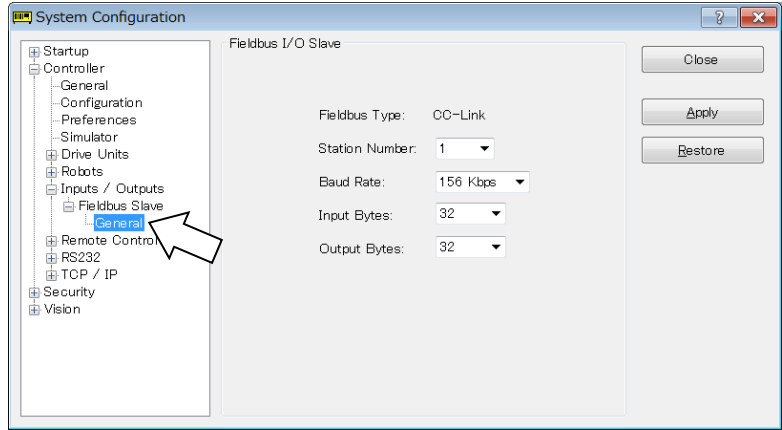 System Configuration
Startup
Controller
General
Configuration
Preferences
Simulator
Drive Units
Robots
Inputs / Outputs
Fieldbus Slave
General
Remote Control
RS232
TCP / IP
Security
Vision
Fieldbus I/O Slave
Fieldbus Type: CC-Link
Station Number: 1
Baud Rate: 156 Kbps
Input Bytes: 32
Output Bytes: 32
Close
Apply
Restore